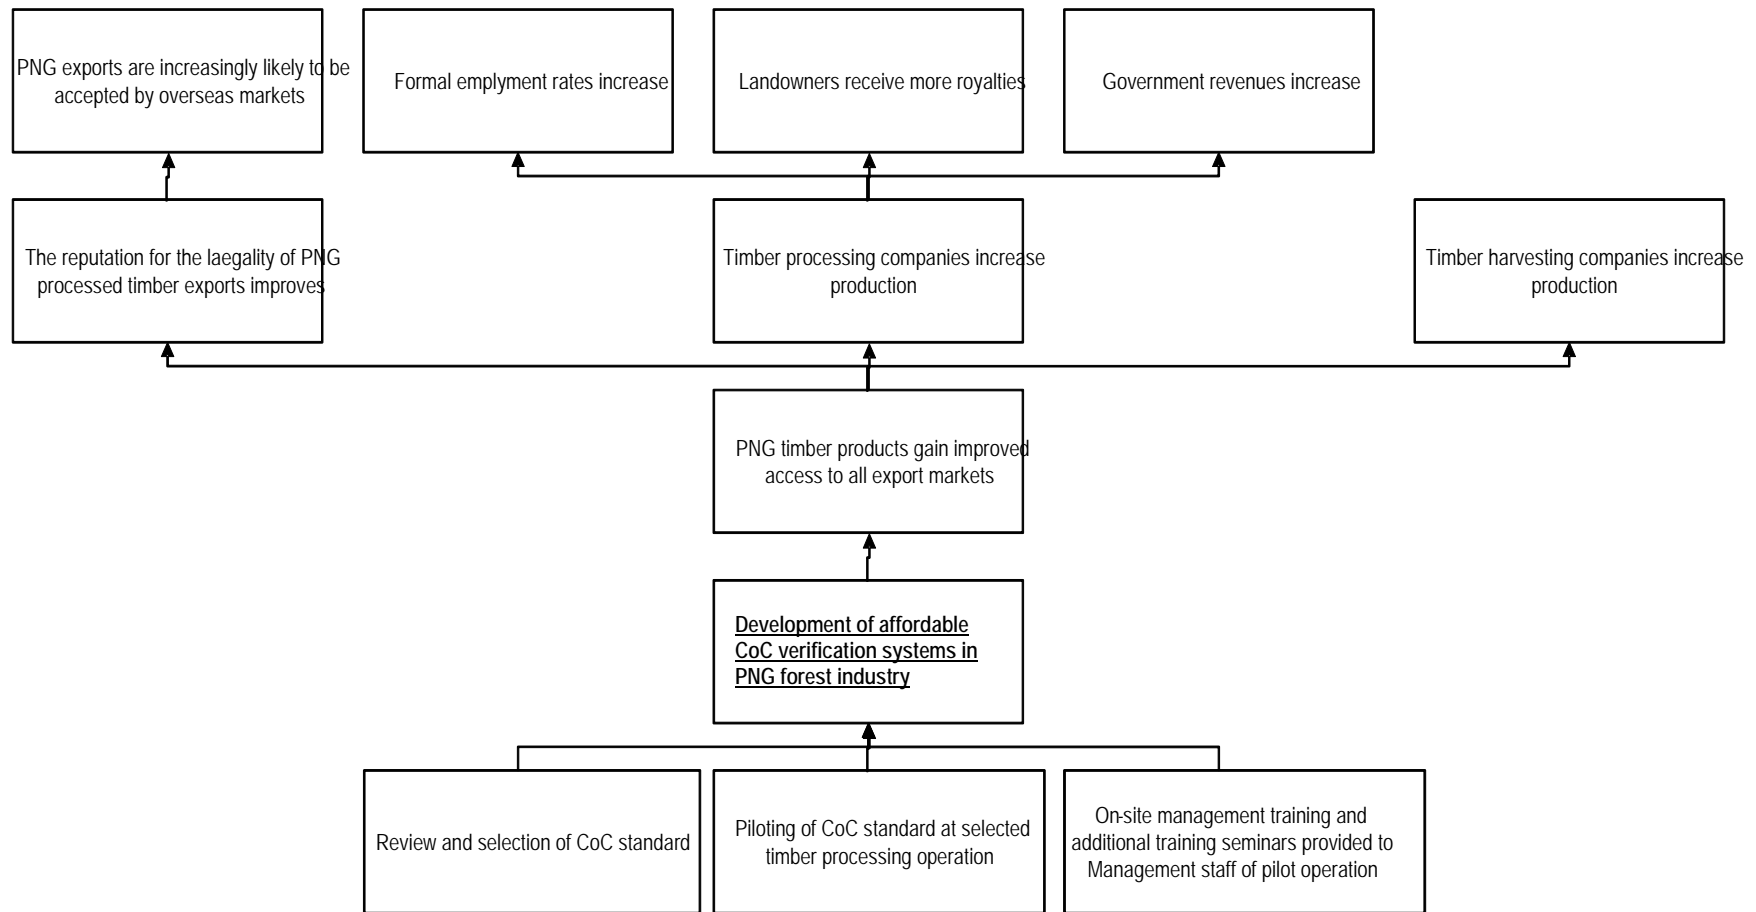 PNG exports are increasingly likely to be
accepted by overseas markets
Formal emplyment rates increase
Landowners receive more royalties
Government revenues increase
The reputation for the laegality of PNG
processed timber exports improves
Timber processing companies increase
production
Timber harvesting companies increase
production
PNG timber products gain improved
access to all export markets
Development of affordable
CoC verification systems in
PNG forest industry
Review and selection of CoC standard
Piloting of CoC standard at selected
timber processing operation
On-site management training and
additional training seminars provided to
Management staff of pilot operation